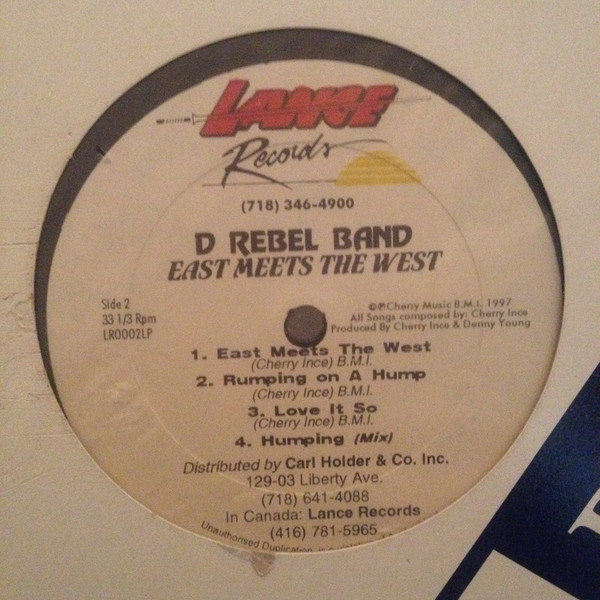 LANCE
Records
(718) 346-4900
D REBEL BAND
EAST MEETS THE WEST
Side 2
33 1/3 Rpm
LR0002LP
©℗Cherry Music B.M.I. 1997
All Songs composed by: Cherry Ince
Produced By Cherry Ince & Denny Young
1. East Meets The West
(Cherry Ince) B.M.I.
2. Rumping on A Hump
(Cherry Ince) B.M.I.
3. Love It So
(Cherry Ince) B.M.I.
4. Humping (Mix)
Distributed by Carl Holder & Co. Inc.
129-03 Liberty Ave.
(718) 641-4088
In Canada: Lance Records
(416) 781-5965
Unauthorised Duplication